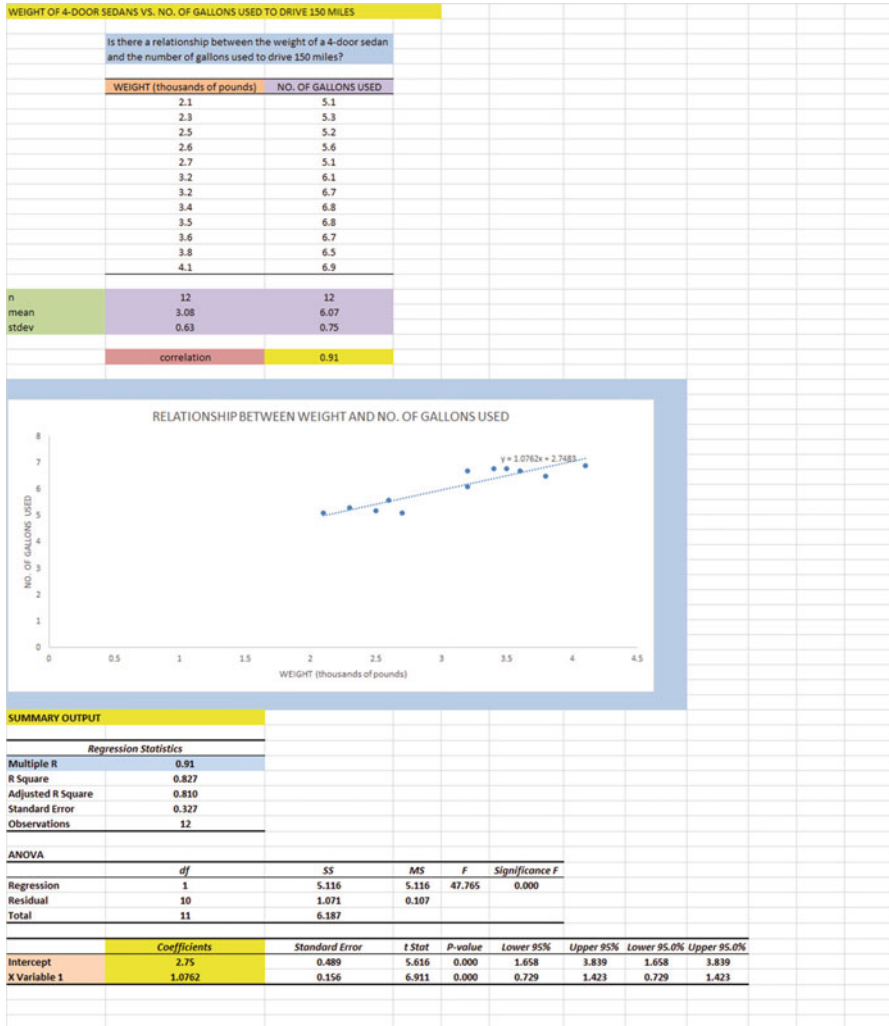 WEIGHT OF 4-DOOR SEDANS VS. NO. OF GALLONS USED TO DRIVE 150 MILES
Is there a relationship between the weight of a 4-door sedan
and the number of gallons used to drive 150 miles?
WEIGHT (thousands of pounds) NO. OF GALLONS USED
2.1 5.1
2.3 5.3
2.5 5.2
2.6 5.6
2.7 5.1
3.2 6.1
3.2 6.7
3.4 6.8
3.5 6.8
3.6 6.7
3.8 6.5
4.1 6.9
n 12 12
mean 3.08 6.07
stdev 0.63 0.75
correlation 0.91
RELATIONSHIP BETWEEN WEIGHT AND NO. OF GALLONS USED
8
7
6
5
4
3
2
1
0
NO. OF GALLONS USED
y = 1.0762x + 2.7483
0 0.5 1 1.5 2 2.5 3 3.5 4 4.5
WEIGHT (thousands of pounds)
SUMMARY OUTPUT
Regression Statistics
Multiple R 0.91
R Square 0.827
Adjusted R Square 0.810
Standard Error 0.327
Observations 12
ANOVA
df SS MS F Significance F
Regression 1 5.116 5.116 47.765 0.000
Residual 10 1.071 0.107
Total 11 6.187
Coefficients Standard Error t Stat P-value Lower 95% Upper 95% Lower 95.0% Upper 95.0%
Intercept 2.75 0.489 5.616 0.000 1.658 3.839 1.658 3.839
X Variable 1 1.0762 0.156 6.911 0.000 0.729 1.423 0.729 1.423